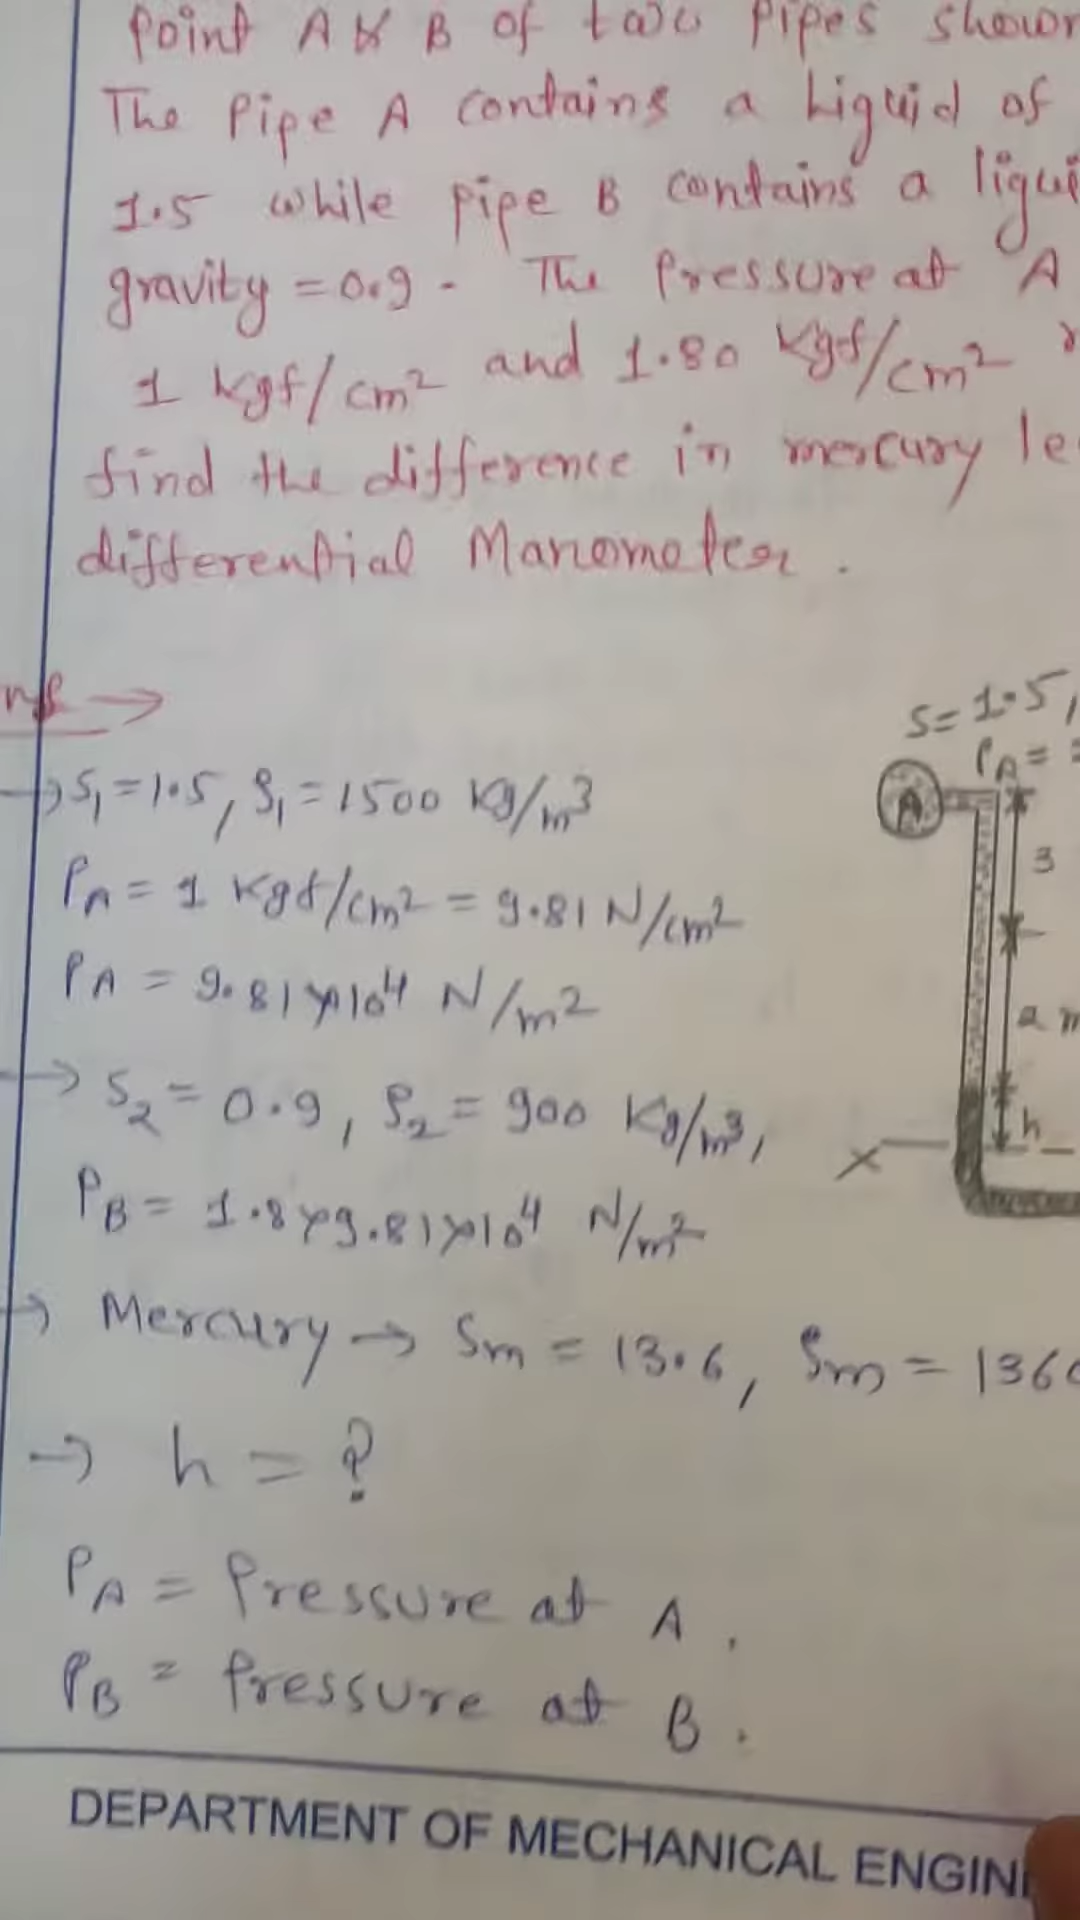 Point A & B of two Pipes shown
The Pipe A contains a Liquid of
1.5 while pipe B contains a liqui
gravity = 0.9 - The Pressure at A
1 kgf/cm² and 1.80 kgf/cm² r
find the difference in mercury le
differential Manometer.
ns →
S = 1.5,
PA =
→ S₁ = 1.5, ρ₁ = 1500 kg/m³
A
3
PA = 1 kgf/cm² = 9.81 N/cm²
PA = 9.81×10⁴ N/m²
2 m
→ S₂ = 0.9, ρ₂ = 900 kg/m³,
h
X
PB = 1.8×9.81×10⁴ N/m²
→ Mercury → Sm = 13.6, ρm = 1360
→ h = ?
PA = Pressure at A.
PB = Pressure at B.
DEPARTMENT OF MECHANICAL ENGIN